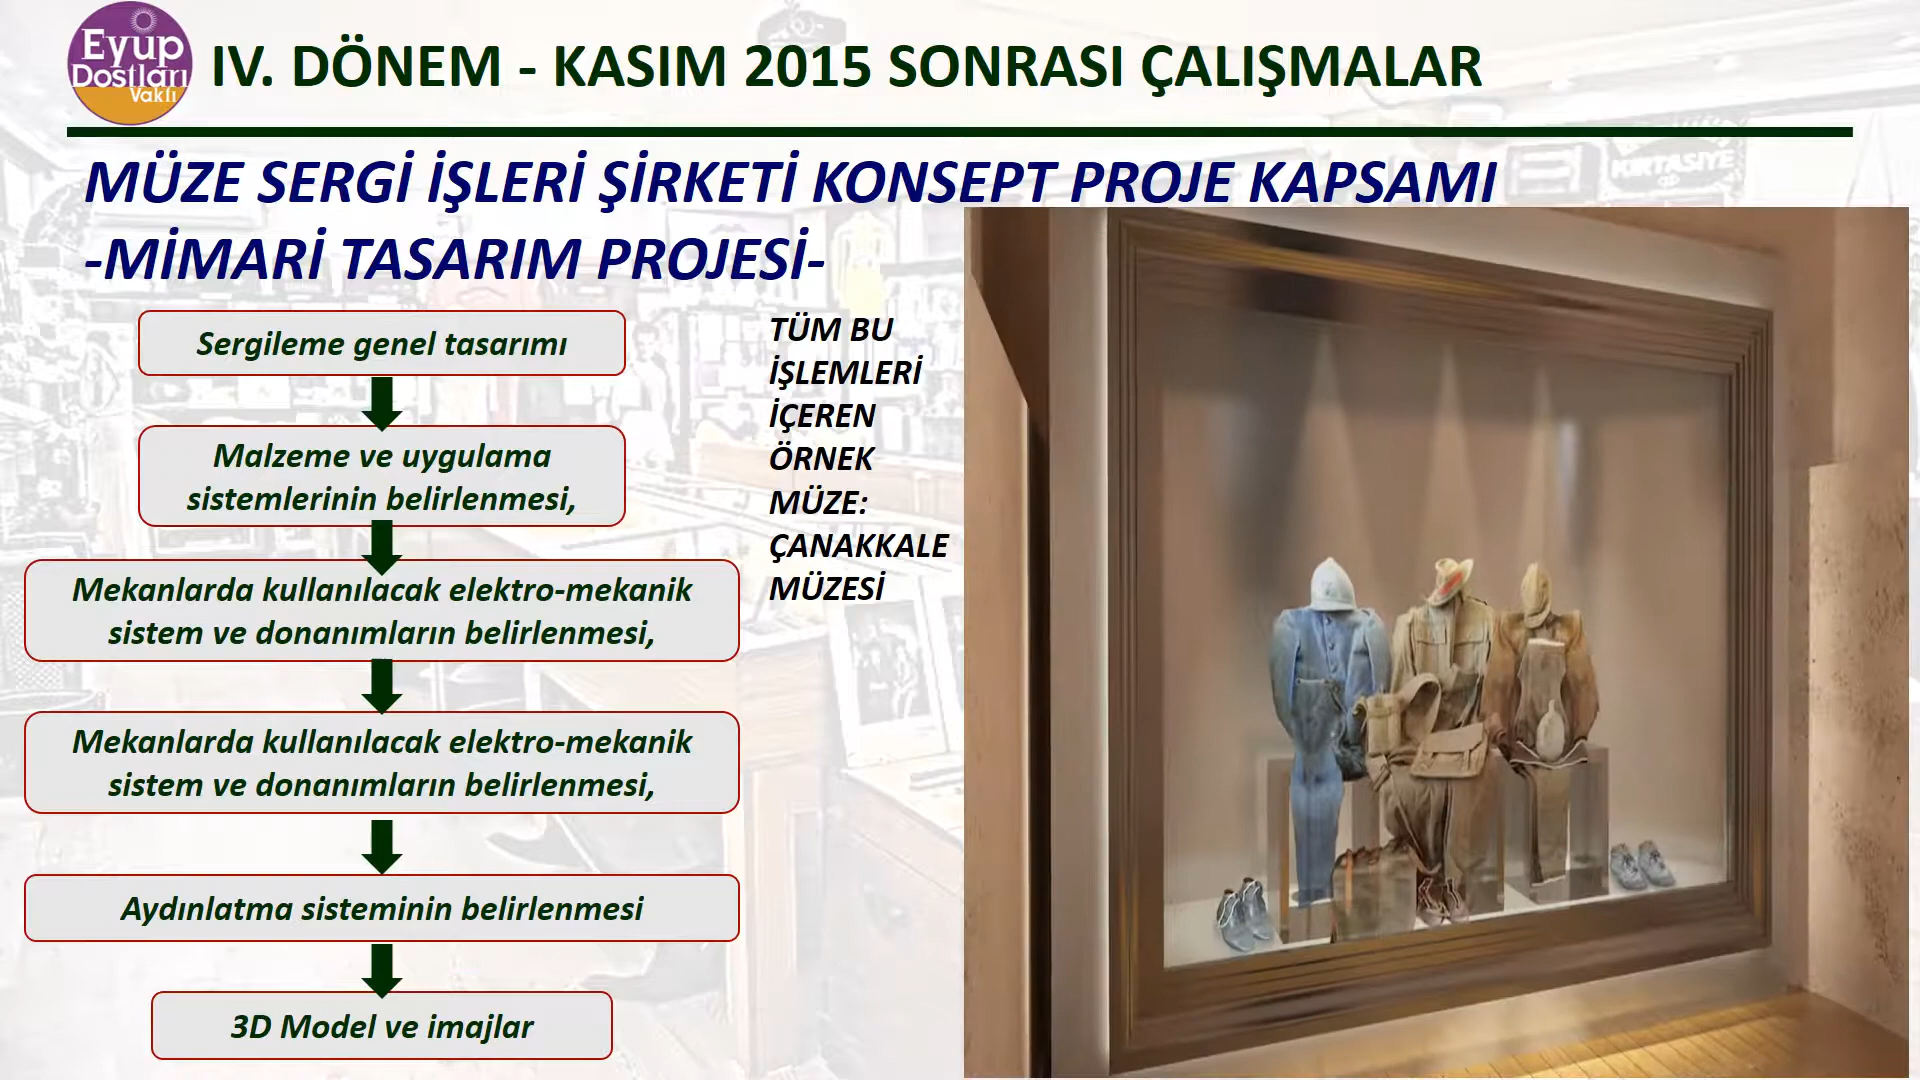 Eyüp
Dostları
Vakfı
IV. DÖNEM - KASIM 2015 SONRASI ÇALIŞMALAR
KIRTASİYE
MÜZE SERGİ İŞLERİ ŞİRKETİ KONSEPT PROJE KAPSAMI
-MİMARİ TASARIM PROJESİ-
Sergileme genel tasarımı
Malzeme ve uygulama
sistemlerinin belirlenmesi,
Mekanlarda kullanılacak elektro-mekanik
sistem ve donanımların belirlenmesi,
Mekanlarda kullanılacak elektro-mekanik
sistem ve donanımların belirlenmesi,
Aydınlatma sisteminin belirlenmesi
3D Model ve imajlar
TÜM BU
İŞLEMLERİ
İÇEREN
ÖRNEK
MÜZE:
ÇANAKKALE
MÜZESİ